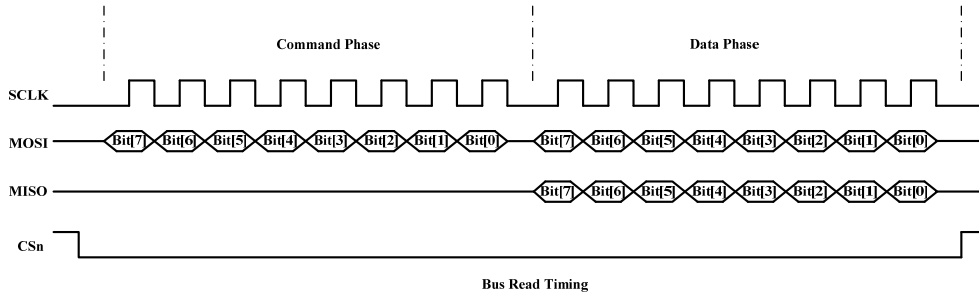 Command Phase Data Phase
SCLK
MOSI Bit[7] Bit[6] Bit[5] Bit[4] Bit[3] Bit[2] Bit[1] Bit[0] Bit[7] Bit[6] Bit[5] Bit[4] Bit[3] Bit[2] Bit[1] Bit[0]
MISO Bit[7] Bit[6] Bit[5] Bit[4] Bit[3] Bit[2] Bit[1] Bit[0]
CSn
Bus Read Timing